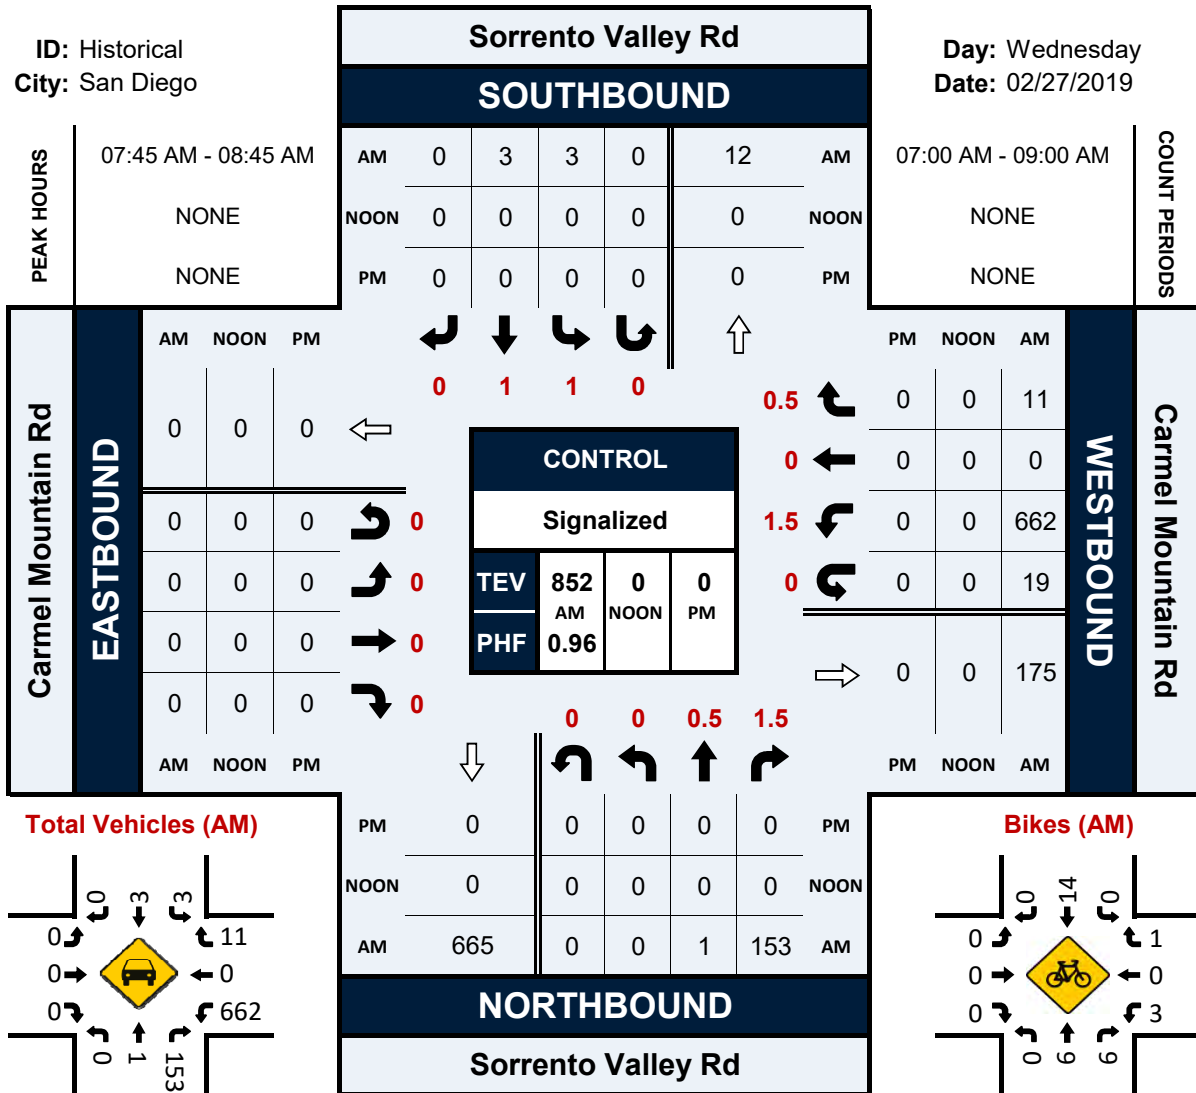 Sorrento Valley Rd
ID: Historical
City: San Diego
Day: Wednesday
Date: 02/27/2019
SOUTHBOUND
PEAK HOURS
07:45 AM - 08:45 AM
NONE
NONE
AM 0 3 3 0 12 AM
NOON 0 0 0 0 0 NOON
PM 0 0 0 0 0 PM
07:00 AM - 09:00 AM
NONE
NONE
COUNT PERIODS
0 1 1 0
Carmel Mountain Rd
EASTBOUND
AM NOON PM
0 0 0
0 0 0 0
0 0 0 0
0 0 0 0
0 0 0 0
AM NOON PM
CONTROL
Signalized
TEV 852 0 0
AM NOON PM
PHF 0.96
PM NOON AM
0.5 0 0 11
0 0 0 0
1.5 0 0 662
0 0 0 19
0 0 175
PM NOON AM
WESTBOUND
Carmel Mountain Rd
0 0 0.5 1.5
PM 0 0 0 0 0 PM
NOON 0 0 0 0 0 NOON
AM 665 0 0 1 153 AM
NORTHBOUND
Sorrento Valley Rd
Total Vehicles (AM)
0 3 3
0 11
0 0
0 662
0 1 153
Bikes (AM)
0 14 0
0 1
0 0
0 3
0 9 9